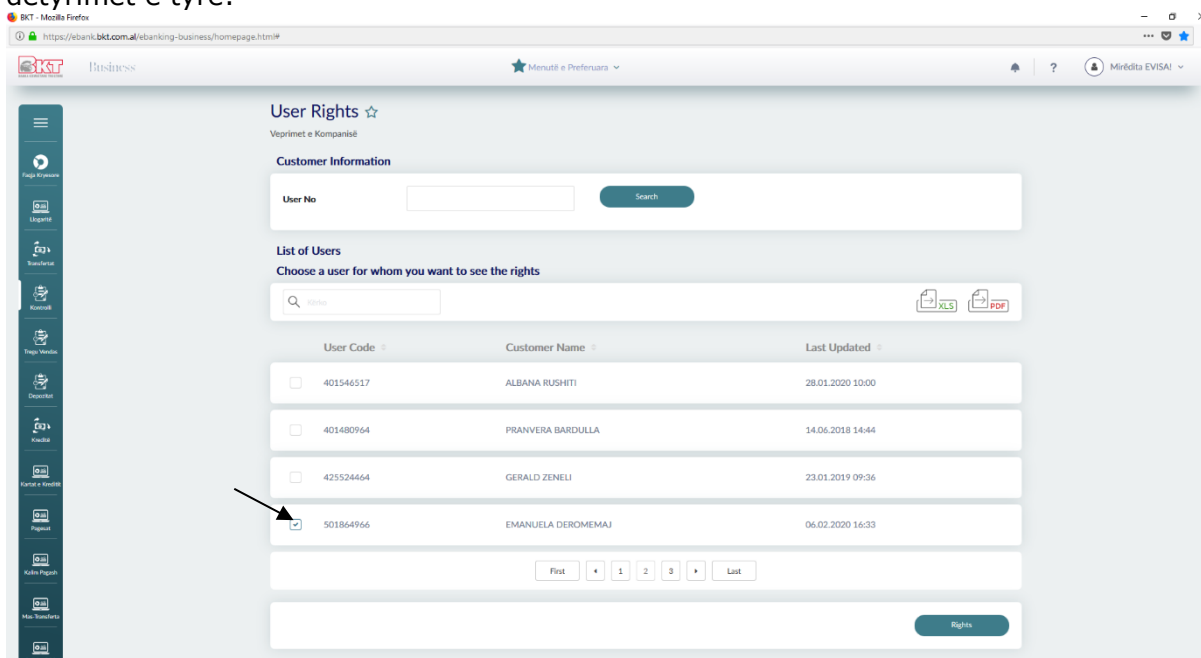 detyrimet e tyre.
BKT - Mozilla Firefox
https://ebank.bkt.com.al/ebanking-business/homepage.html#
BKT Business Menutë e Preferuara ? Mirëdita EVISA!
User Rights
Veprimet e Kompanisë
Faqja Kryesore
Customer Information
User No Search
Llogaritë
List of Users
Transfertat
Choose a user for whom you want to see the rights
Kontrolli
XLS PDF
User Code Customer Name Last Updated
Depozitat
401546517 ALBANA RUSHITI 28.01.2020 10:00
Kreditë
401480964 PRANVERA BARDULLA 14.06.2018 14:44
Kartat e Kreditit
425524464 GERALD ZENELI 23.01.2019 09:36
Pagesat
501864966 EMANUELA DEROMEMAJ 06.02.2020 16:33
Kalim Pagash
First 1 2 3 Last
Mas-Transferta
Rights